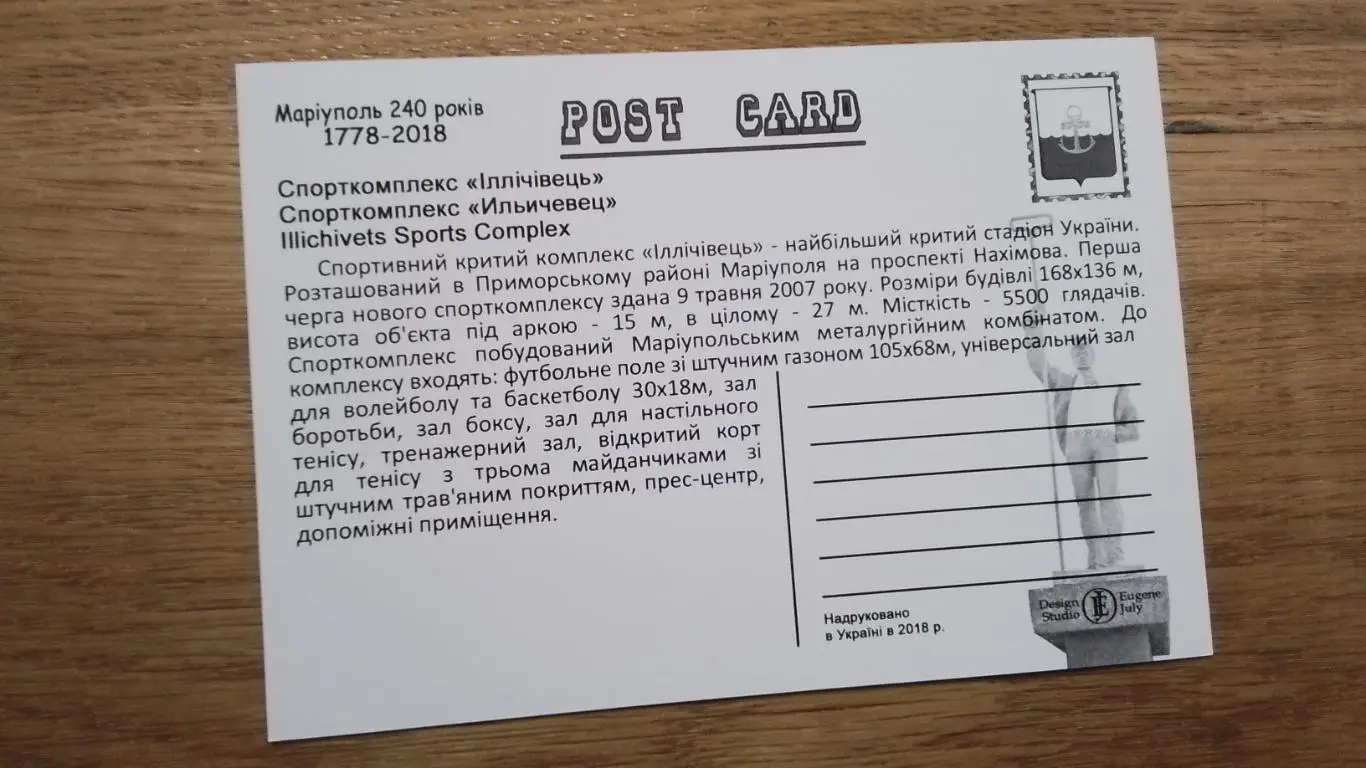 Маріуполь 240 років
1778-2018
POST CARD
Спорткомплекс «Іллічівець»
Спорткомплекс «Ильичевец»
Illichivets Sports Complex
Спортивний критий комплекс «Іллічівець» - найбільший критий стадіон України.
Розташований в Приморському районі Маріуполя на проспекті Нахімова. Перша
черга нового спорткомплексу здана 9 травня 2007 року. Розміри будівлі 168х136 м,
висота об'єкта під аркою - 15 м, в цілому - 27 м. Місткість - 5500 глядачів.
Спорткомплекс побудований Маріупольським металургійним комбінатом. До
комплексу входять: футбольне поле зі штучним газоном 105х68м, універсальний зал
для волейболу та баскетболу 30х18м, зал
боротьби, зал боксу, зал для настільного
тенісу, тренажерний зал, відкритий корт
для тенісу з трьома майданчиками зі
штучним трав'яним покриттям, прес-центр,
допоміжні приміщення.
Надруковано
в Україні в 2018 р.
Design Studio
Eugene July